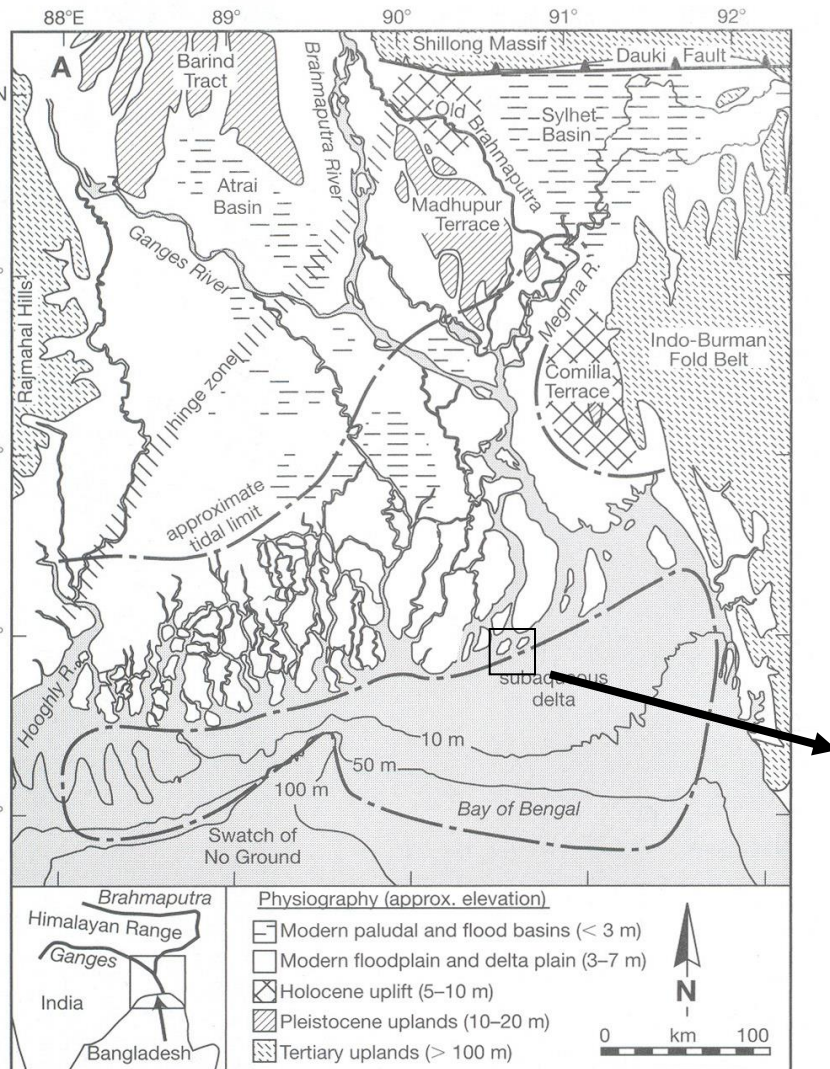 88°E
89°
90°
91°
92°
A
Barind
Tract
Brahmaputra River
Shillong Massif
Dauki Fault
Old Brahmaputra
Sylhet
Basin
Atrai
Basin
Madhupur
Terrace
Ganges River
Meghna R.
Rajmahal Hills
hinge zone
Indo-Burman
Fold Belt
Comilla
Terrace
approximate
tidal limit
Hooghly R.
subaqueous
delta
10 m
50 m
100 m
Bay of Bengal
Swatch of
No Ground
Brahmaputra
Himalayan Range
Ganges
India
Bangladesh
Physiography (approx. elevation)
Modern paludal and flood basins (< 3 m)
Modern floodplain and delta plain (3–7 m)
Holocene uplift (5–10 m)
Pleistocene uplands (10–20 m)
Tertiary uplands (> 100 m)
N
0 km 100